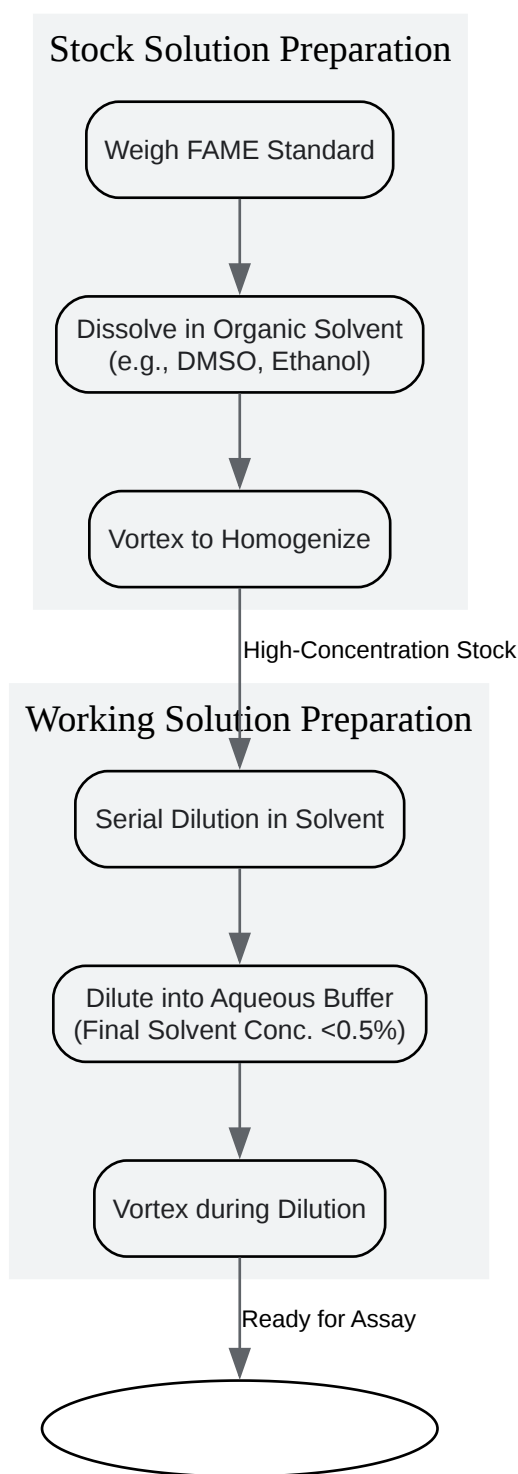 Stock Solution Preparation
Weigh FAME Standard
Dissolve in Organic Solvent
(e.g., DMSO, Ethanol)
Vortex to Homogenize
High-Concentration Stock
Working Solution Preparation
Serial Dilution in Solvent
Dilute into Aqueous Buffer
(Final Solvent Conc. <0.5%)
Vortex during Dilution
Ready for Assay